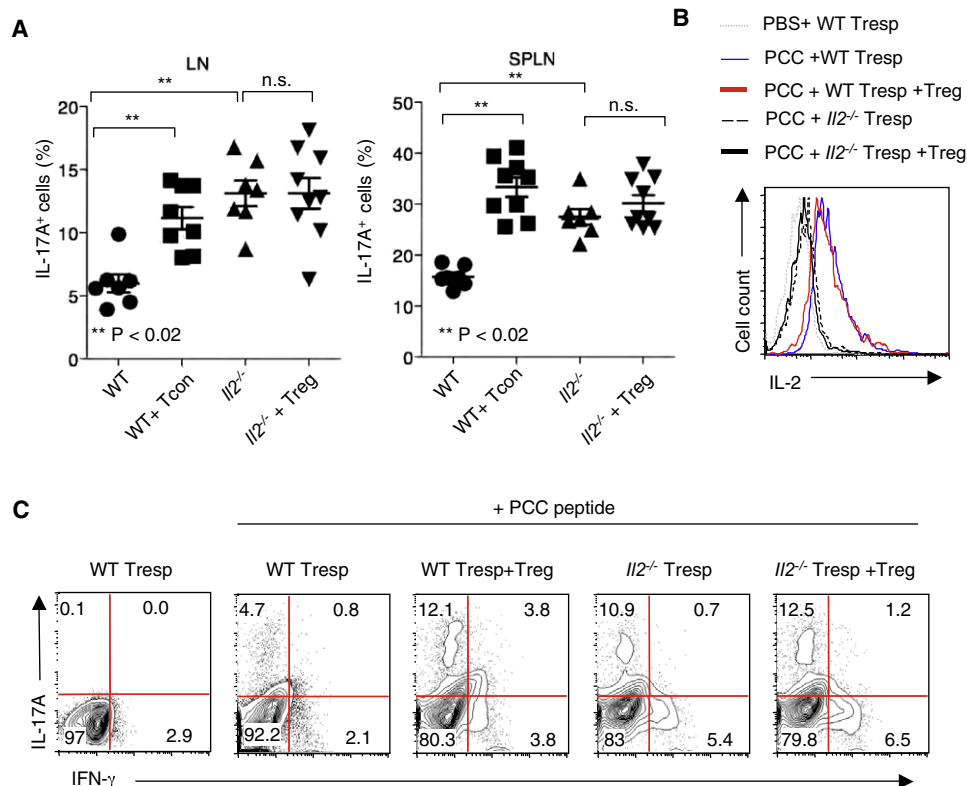 A
LN
**
n.s.
**
20
15
10
5
0
IL-17A⁺ cells (%)
** P < 0.02
WT
WT+ Tcon
Il2⁻/⁻
Il2⁻/⁻ + Treg
SPLN
**
n.s.
**
50
40
30
20
10
0
IL-17A⁺ cells (%)
** P < 0.02
WT
WT+ Tcon
Il2⁻/⁻
Il2⁻/⁻ + Treg
B
PBS+ WT Tresp
PCC +WT Tresp
PCC + WT Tresp +Treg
PCC + Il2⁻/⁻ Tresp
PCC + Il2⁻/⁻ Tresp +Treg
Cell count
IL-2
C
+ PCC peptide
WT Tresp
WT Tresp
WT Tresp+Treg
Il2⁻/⁻ Tresp
Il2⁻/⁻ Tresp +Treg
IL-17A
0.1 0.0
97 2.9
4.7 0.8
92.2 2.1
12.1 3.8
80.3 3.8
10.9 0.7
83 5.4
12.5 1.2
79.8 6.5
IFN-γ